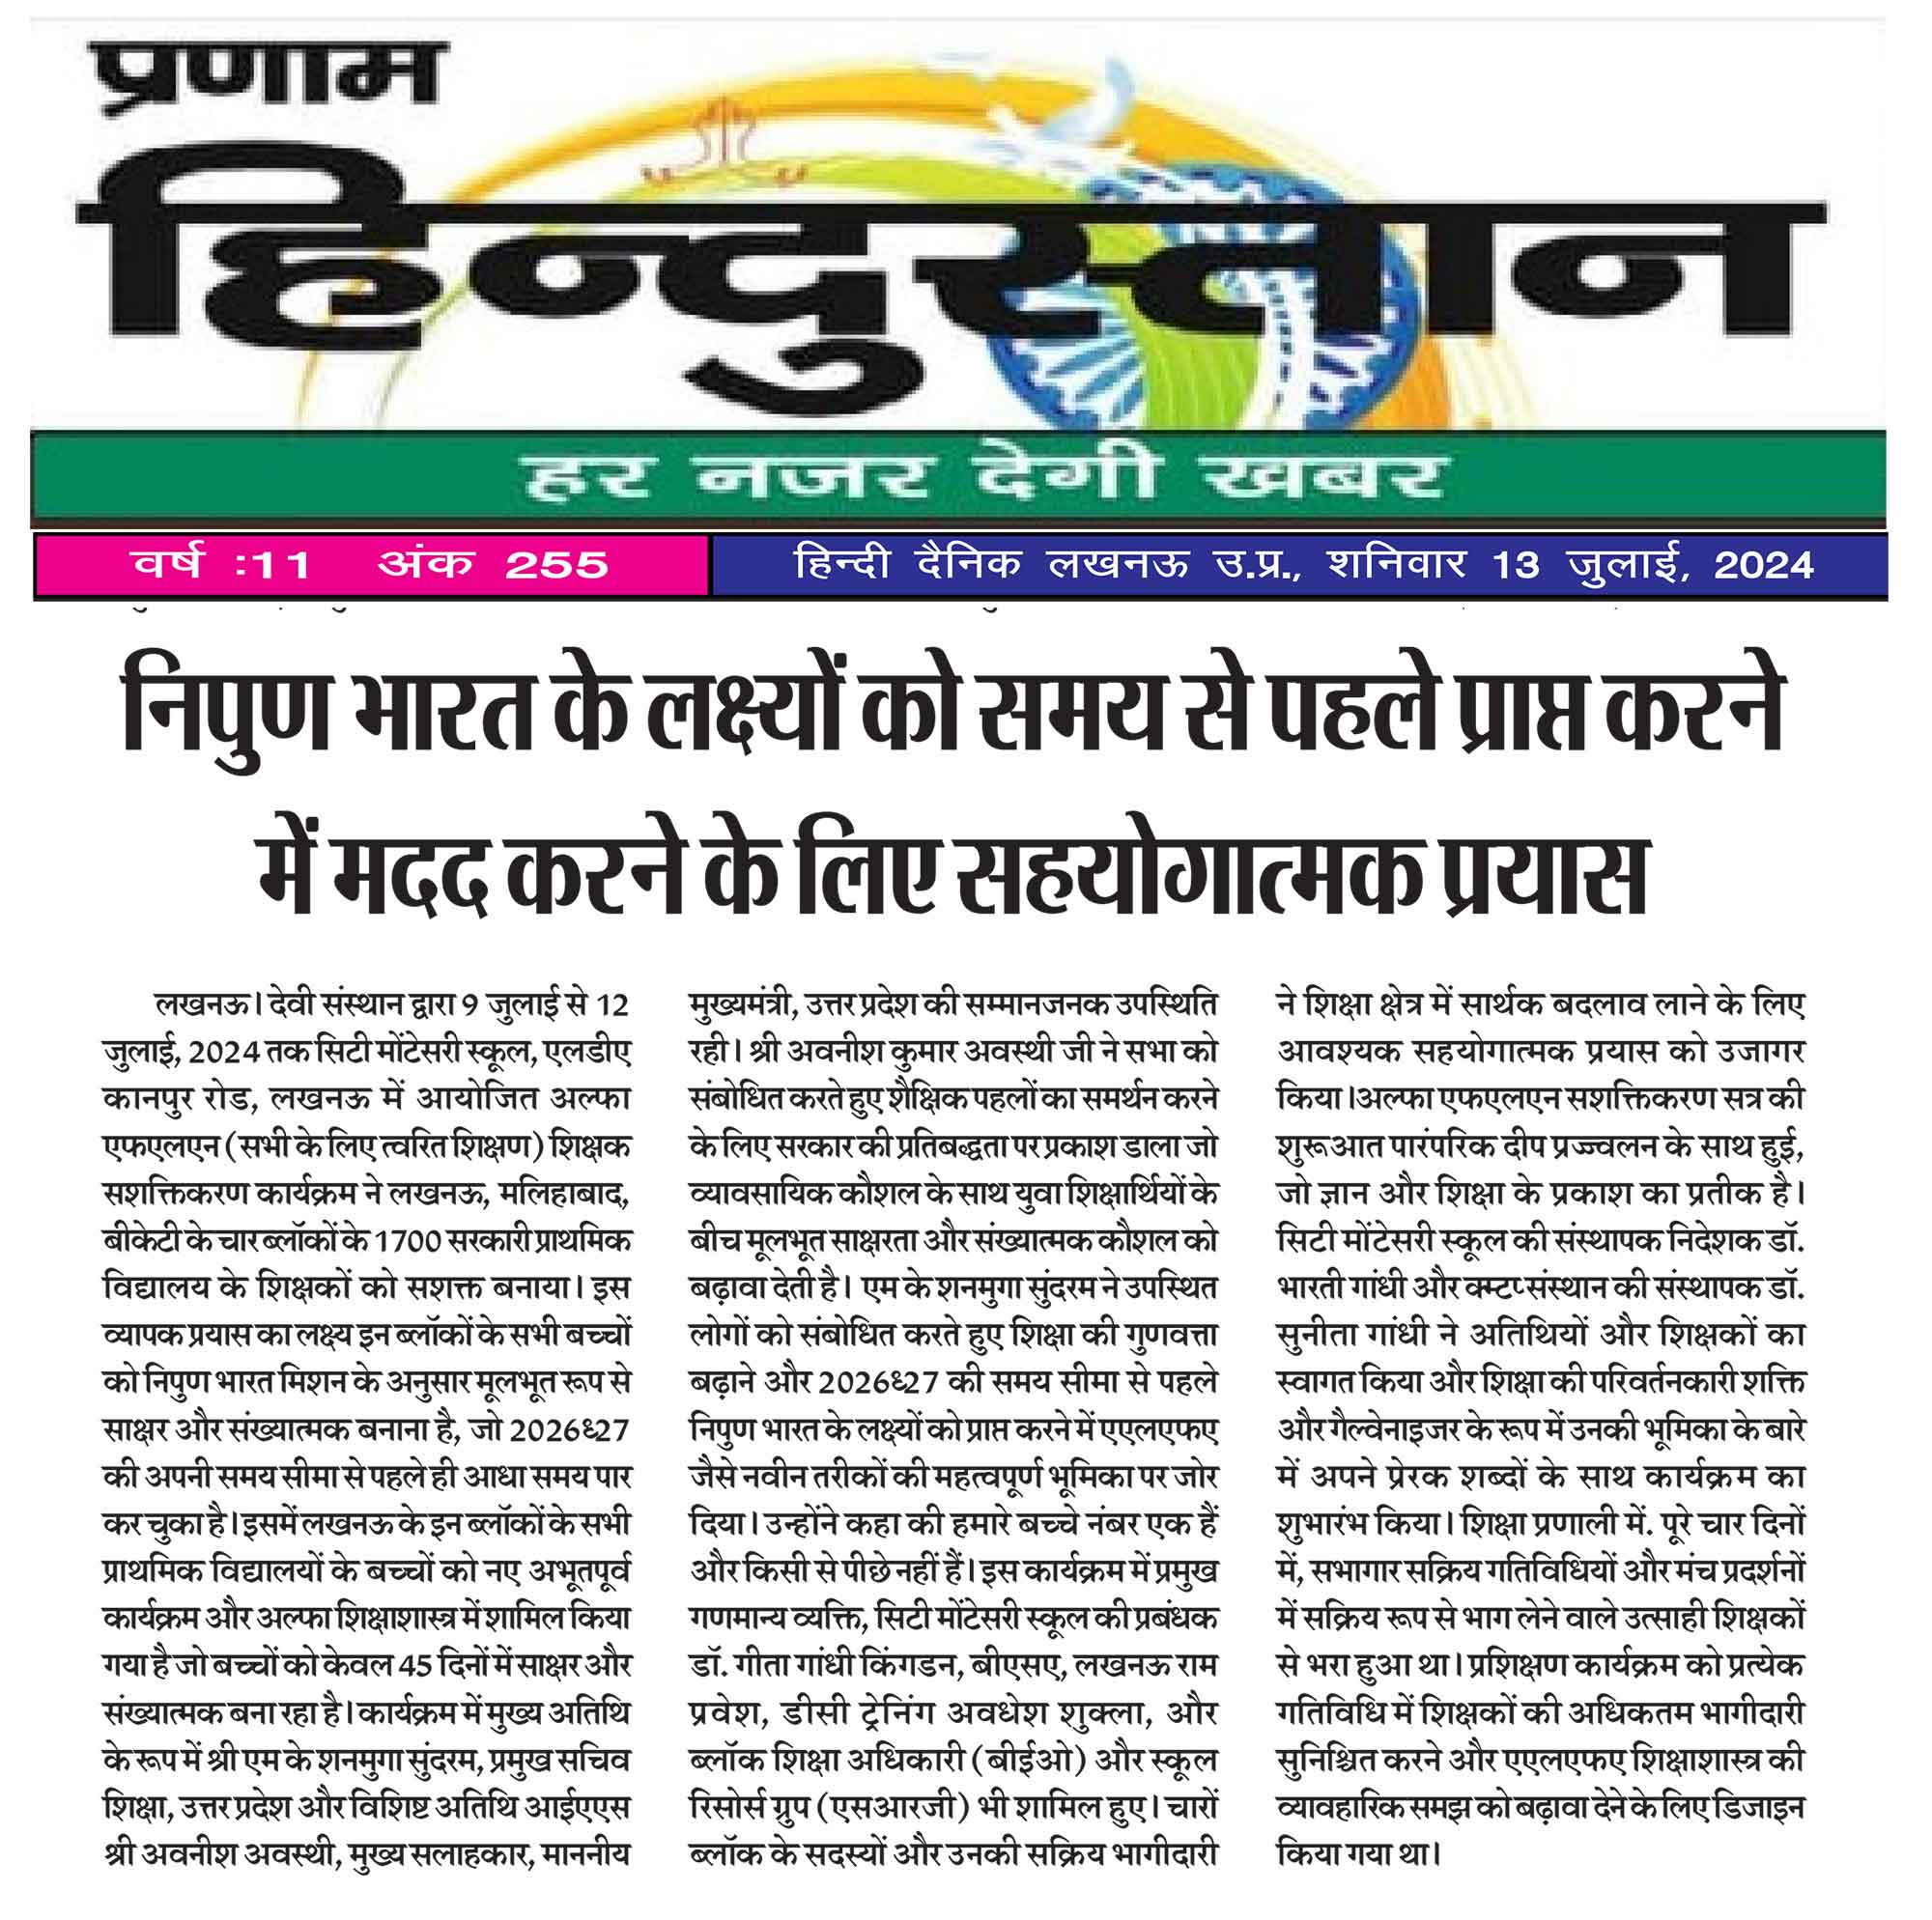 प्रणाम
हिन्दुस्तान
हर नजर देगी खबर
वर्ष :11 अंक 255
हिन्दी दैनिक लखनऊ उ.प्र., शनिवार 13 जुलाई, 2024
निपुण भारत के लक्ष्यों को समय से पहले प्राप्त करने
में मदद करने के लिए सहयोगात्मक प्रयास
लखनऊ। देवी संस्थान द्वारा 9 जुलाई से 12
जुलाई, 2024 तक सिटी मोंटेसरी स्कूल, एलडीए
कानपुर रोड, लखनऊ में आयोजित अल्फा
एफएलएन (सभी के लिए त्वरित शिक्षण) शिक्षक
सशक्तिकरण कार्यक्रम ने लखनऊ, मलिहाबाद,
बीकेटी के चार ब्लॉकों के 1700 सरकारी प्राथमिक
विद्यालय के शिक्षकों को सशक्त बनाया। इस
व्यापक प्रयास का लक्ष्य इन ब्लॉकों के सभी बच्चों
को निपुण भारत मिशन के अनुसार मूलभूत रूप से
साक्षर और संख्यात्मक बनाना है, जो 2026ध्27
की अपनी समय सीमा से पहले ही आधा समय पार
कर चुका है। इसमें लखनऊ के इन ब्लॉकों के सभी
प्राथमिक विद्यालयों के बच्चों को नए अभूतपूर्व
कार्यक्रम और अल्फा शिक्षाशास्त्र में शामिल किया
गया है जो बच्चों को केवल 45 दिनों में साक्षर और
संख्यात्मक बना रहा है। कार्यक्रम में मुख्य अतिथि
के रूप में श्री एम के शनमुगा सुंदरम, प्रमुख सचिव
शिक्षा, उत्तर प्रदेश और विशिष्ट अतिथि आईएएस
श्री अवनीश अवस्थी, मुख्य सलाहकार, माननीय
मुख्यमंत्री, उत्तर प्रदेश की सम्मानजनक उपस्थिति
रही। श्री अवनीश कुमार अवस्थी जी ने सभा को
संबोधित करते हुए शैक्षिक पहलों का समर्थन करने
के लिए सरकार की प्रतिबद्धता पर प्रकाश डाला जो
व्यावसायिक कौशल के साथ युवा शिक्षार्थियों के
बीच मूलभूत साक्षरता और संख्यात्मक कौशल को
बढ़ावा देती है। एम के शनमुगा सुंदरम ने उपस्थित
लोगों को संबोधित करते हुए शिक्षा की गुणवत्ता
बढ़ाने और 2026ध्27 की समय सीमा से पहले
निपुण भारत के लक्ष्यों को प्राप्त करने में एएलएफए
जैसे नवीन तरीकों की महत्वपूर्ण भूमिका पर जोर
दिया। उन्होंने कहा की हमारे बच्चे नंबर एक हैं
और किसी से पीछे नहीं हैं। इस कार्यक्रम में प्रमुख
गणमान्य व्यक्ति, सिटी मोंटेसरी स्कूल की प्रबंधक
डॉ. गीता गांधी किंगडन, बीएसए, लखनऊ राम
प्रवेश, डीसी ट्रेनिंग अवधेश शुक्ला, और
ब्लॉक शिक्षा अधिकारी (बीईओ) और स्कूल
रिसोर्स ग्रुप (एसआरजी) भी शामिल हुए। चारों
ब्लॉक के सदस्यों और उनकी सक्रिय भागीदारी
ने शिक्षा क्षेत्र में सार्थक बदलाव लाने के लिए
आवश्यक सहयोगात्मक प्रयास को उजागर
किया।अल्फा एफएलएन सशक्तिकरण सत्र की
शुरूआत पारंपरिक दीप प्रज्ज्वलन के साथ हुई,
जो ज्ञान और शिक्षा के प्रकाश का प्रतीक है।
सिटी मोंटेसरी स्कूल की संस्थापक निदेशक डॉ.
भारती गांधी और क्म्टप्संस्थान की संस्थापक डॉ.
सुनीता गांधी ने अतिथियों और शिक्षकों का
स्वागत किया और शिक्षा की परिवर्तनकारी शक्ति
और गैल्वेनाइजर के रूप में उनकी भूमिका के बारे
में अपने प्रेरक शब्दों के साथ कार्यक्रम का
शुभारंभ किया। शिक्षा प्रणाली में. पूरे चार दिनों
में, सभागार सक्रिय गतिविधियों और मंच प्रदर्शनों
में सक्रिय रूप से भाग लेने वाले उत्साही शिक्षकों
से भरा हुआ था। प्रशिक्षण कार्यक्रम को प्रत्येक
गतिविधि में शिक्षकों की अधिकतम भागीदारी
सुनिश्चित करने और एएलएफए शिक्षाशास्त्र की
व्यावहारिक समझ को बढ़ावा देने के लिए डिजाइन
किया गया था।